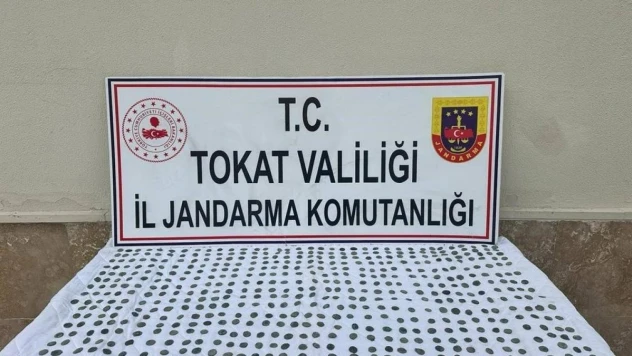 T.C.
TOKAT VALİLİĞİ
İL JANDARMA KOMUTANLIĞI
JANDARMA